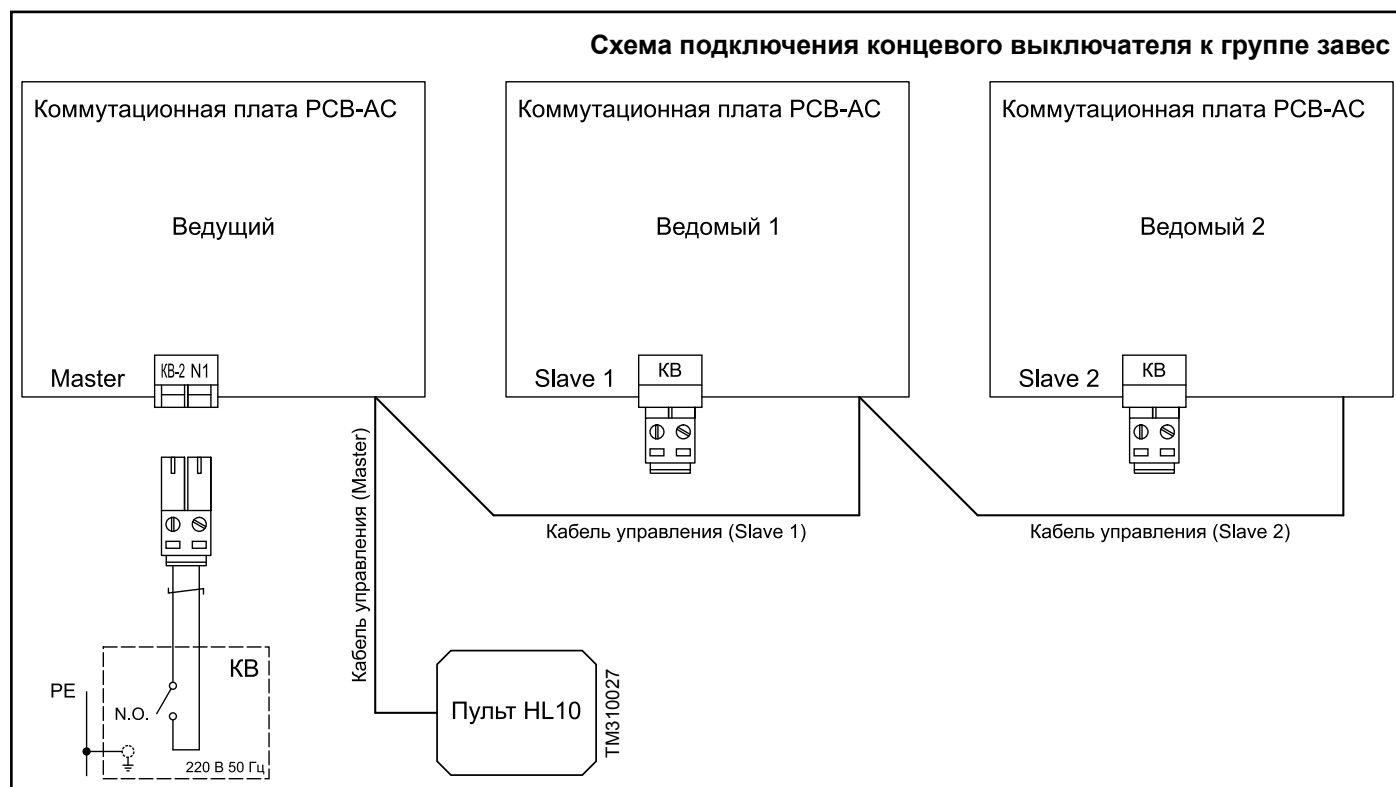 Схема подключения концевого выключателя к группе завес
Коммутационная плата PCB-AC
Ведущий
Master
КВ-2 N1
Коммутационная плата PCB-AC
Ведомый 1
Slave 1
КВ
Коммутационная плата PCB-AC
Ведомый 2
Slave 2
КВ
Кабель управления (Master)
Кабель управления (Slave 1)
Кабель управления (Slave 2)
КВ
PE
N.O.
220 В 50 Гц
Пульт HL10
TM310027